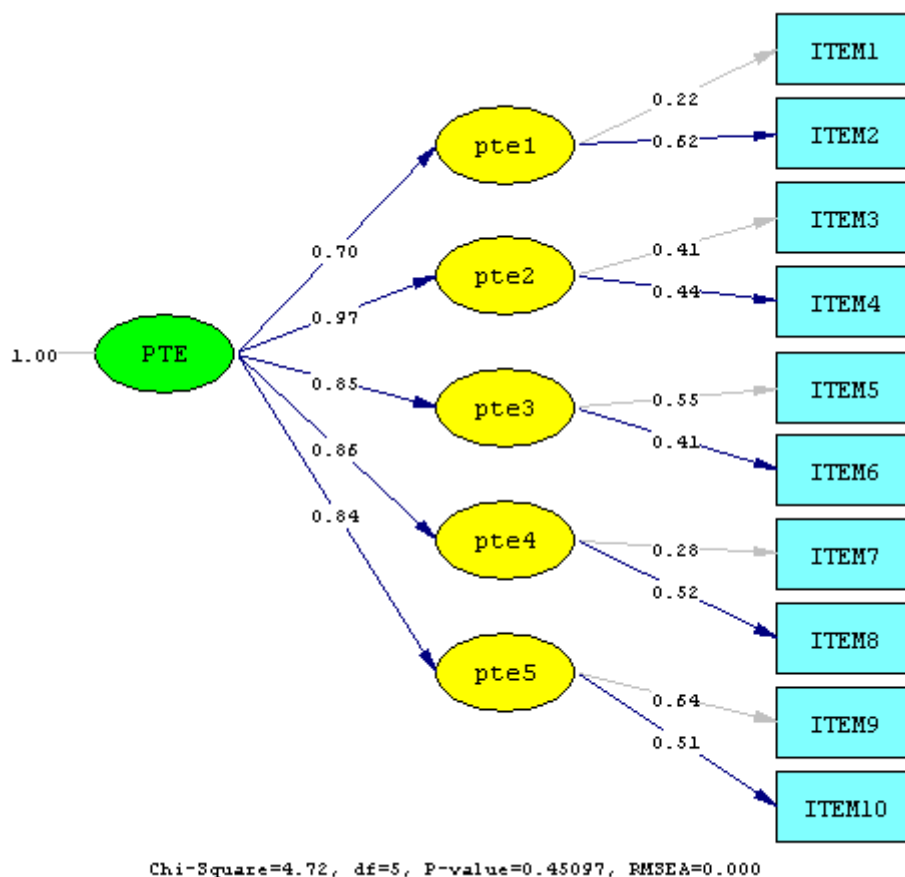 ITEM1
0.22
pte1
0.62
ITEM2
ITEM3
0.70
pte2
0.41
0.44
ITEM4
0.97
1.00
PTE
0.85
pte3
0.55
ITEM5
0.41
ITEM6
0.86
0.84
pte4
0.28
ITEM7
0.52
ITEM8
pte5
0.64
ITEM9
0.51
ITEM10
Chi-Square=4.72, df=5, P-value=0.45097, RMSEA=0.000